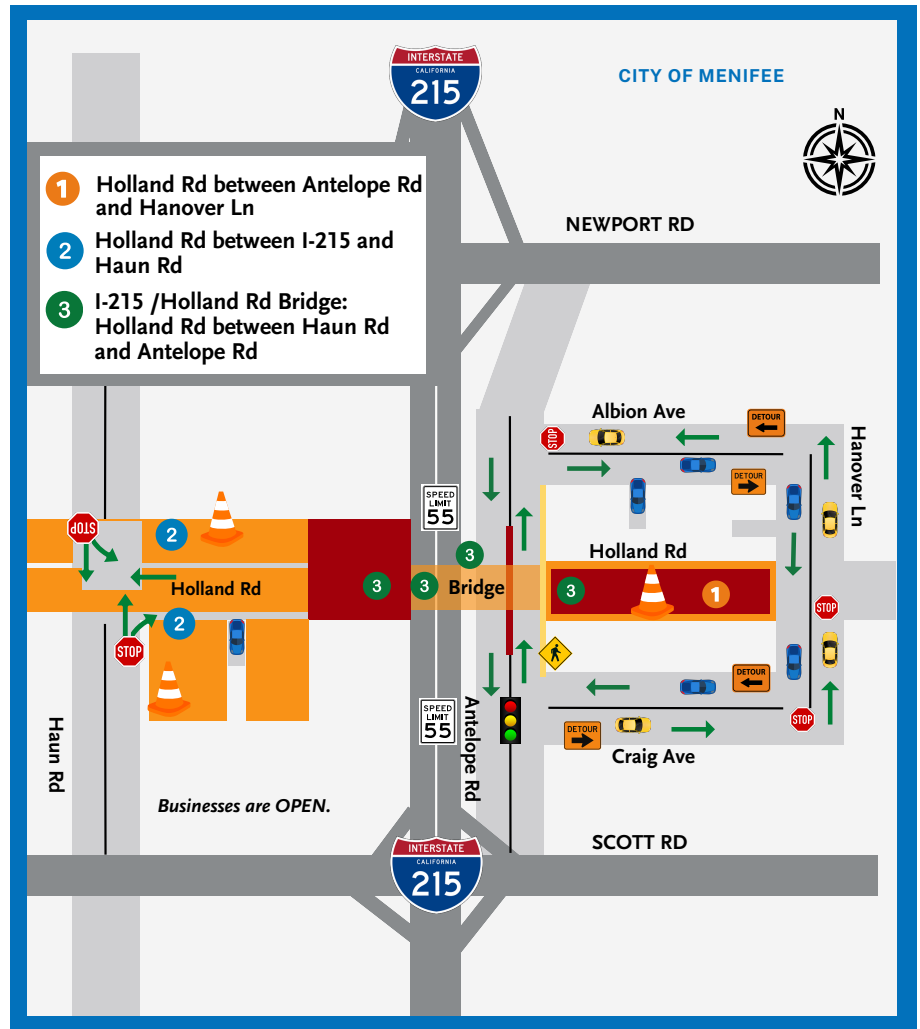 INTERSTATE
CALIFORNIA
215
CITY OF MENIFEE
N
1
Holland Rd between Antelope Rd
and Hanover Ln
2
Holland Rd between I-215 and
Haun Rd
3
I-215 /Holland Rd Bridge:
Holland Rd between Haun Rd
and Antelope Rd
NEWPORT RD
Albion Ave
DETOUR
STOP
Hanover Ln
DETOUR
SPEED
LIMIT
55
STOP
2
3
Holland Rd
Holland Rd
3
3
Bridge
3
1
STOP
2
STOP
DETOUR
SPEED
LIMIT
55
Antelope Rd
STOP
DETOUR
Haun Rd
Craig Ave
Businesses are OPEN.
SCOTT RD
INTERSTATE
CALIFORNIA
215